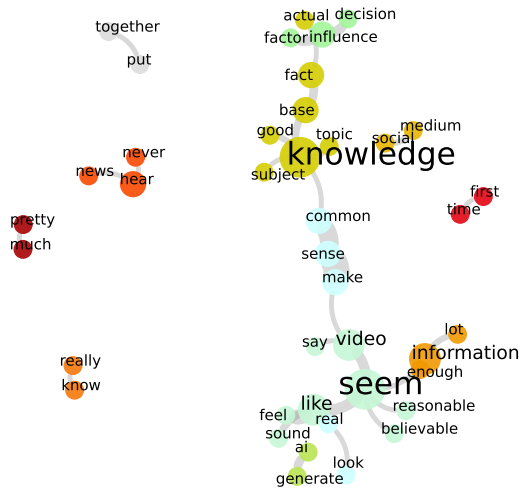 actual decision
together
factor influence
put
fact
base
good
topic
medium
social
never
knowledge
news
hear
subject
first
time
common
pretty
much
sense
make
lot
say video
information
really
enough
know
seem
like
reasonable
feel
real
believable
sound
ai
look
generate